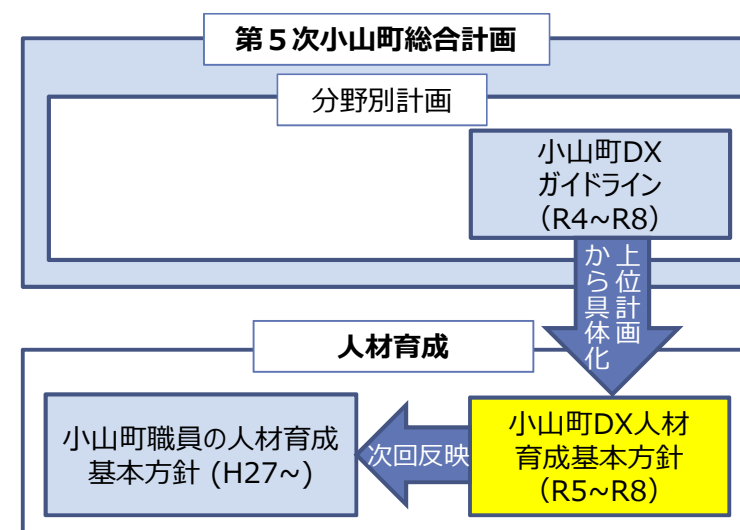 第５次小山町総合計画
分野別計画
小山町DX
ガイドライン
（R4~R8）
上位計画
から具体化
人材育成
小山町職員の人材育成
基本方針 (H27~)
次回反映
小山町DX人材
育成基本方針
（R5~R8）